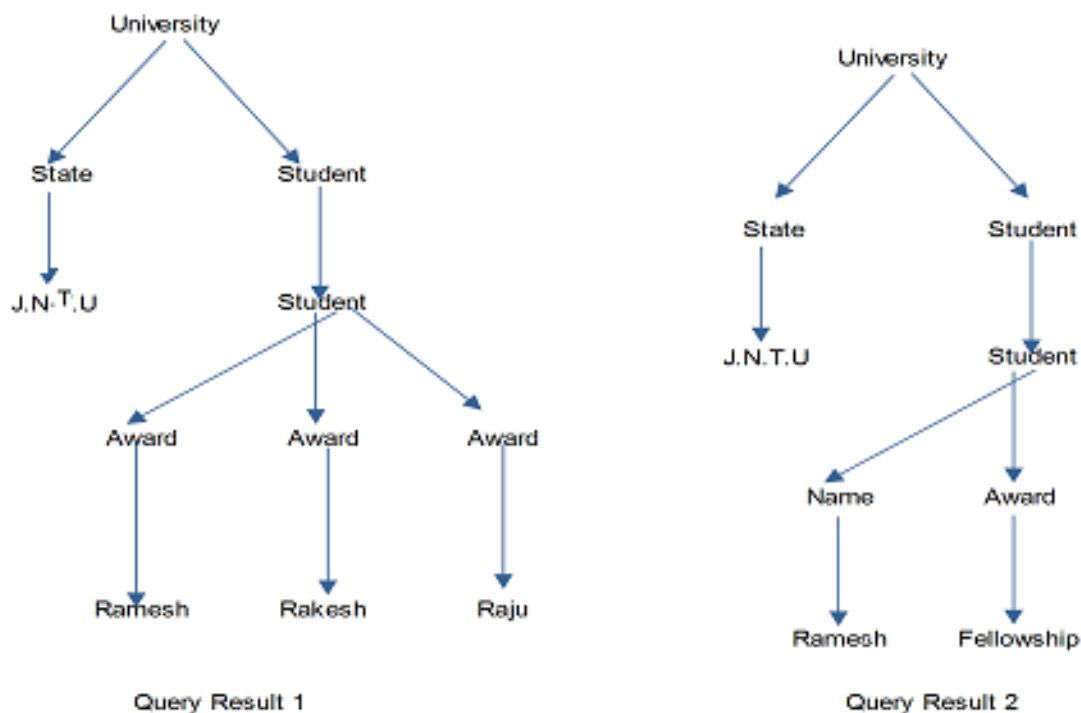 University
State Student
J.N.T.U
Student
Award Award Award
Ramesh Rakesh Raju
Query Result 1
University
State Student
J.N.T.U Student
Name Award
Ramesh Fellowship
Query Result 2